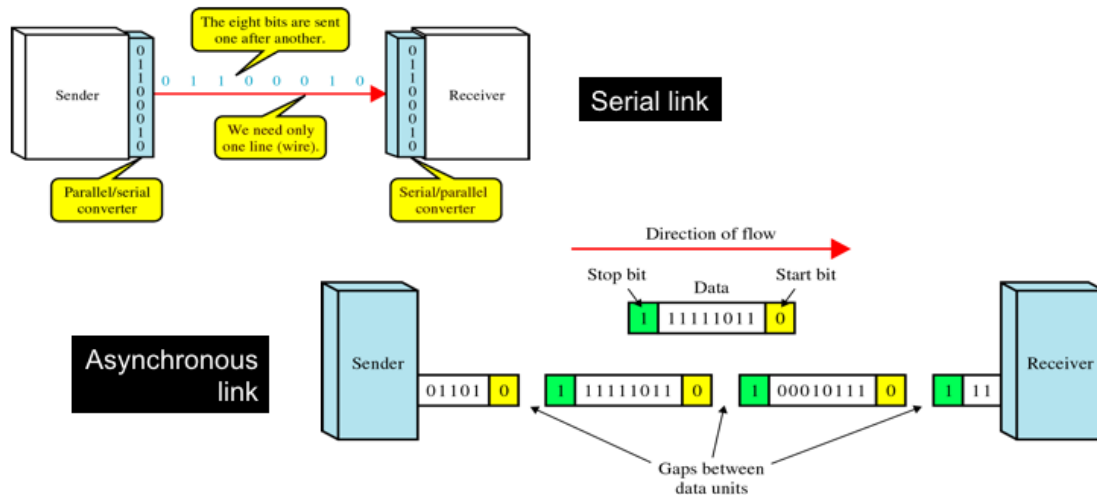 The eight bits are sent
one after another.
0 1 1 0 0 0 1 0
Sender
0
1
1
0
0
0
1
0
0
1
1
0
0
0
1
0
Receiver
We need only
one line (wire).
Parallel/serial
converter
Serial/parallel
converter
Serial link
Direction of flow
Stop bit
Data
Start bit
1 11111011 0
Asynchronous
link
Sender
01101 0
1 11111011 0
1 00010111 0
1 11
Receiver
Gaps between
data units